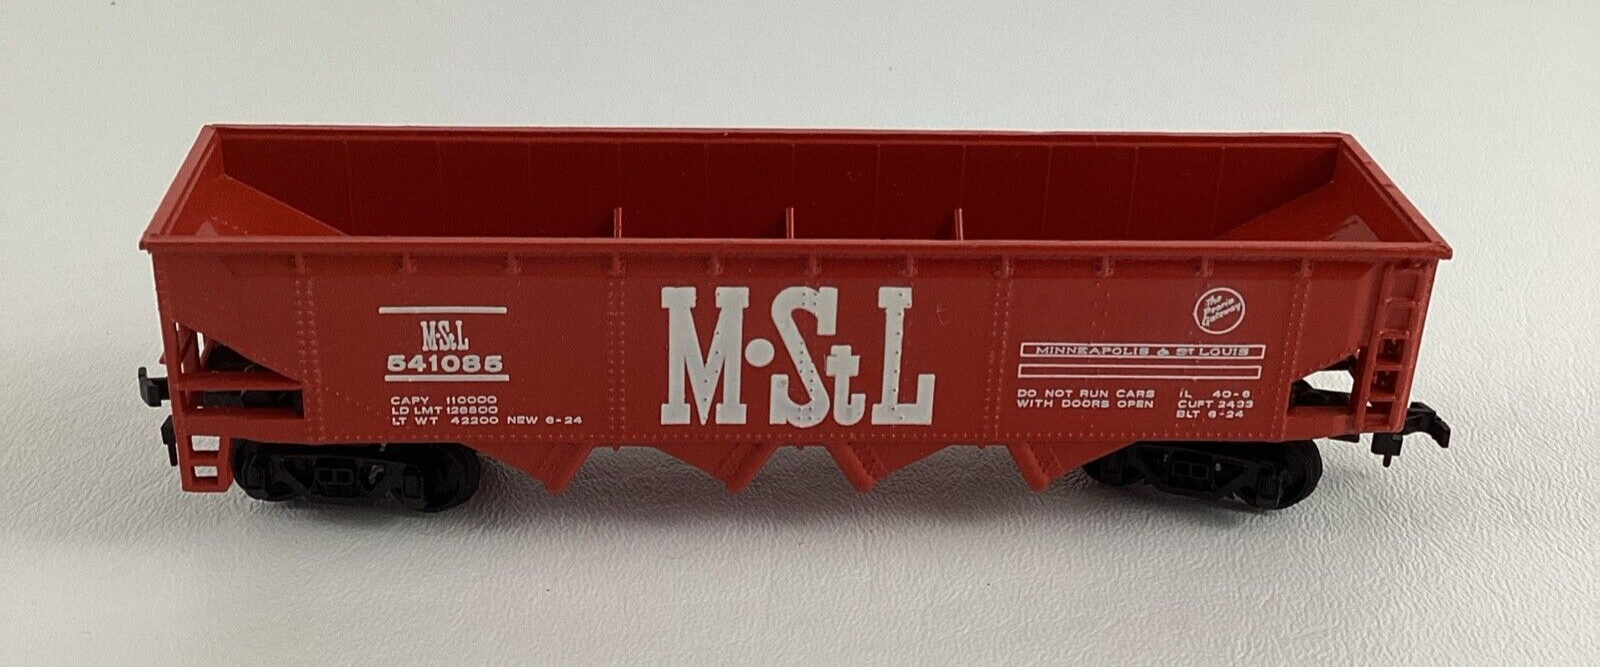 M·StL
541085
CAPY 110000
LD LMT 126800
LT WT 42200 NEW 6-24
M·StL
The
Peoria
Gateway
MINNEAPOLIS & St LOUIS
DO NOT RUN CARS
WITH DOORS OPEN
IL 40-6
CUFT 2433
BLT 6-24